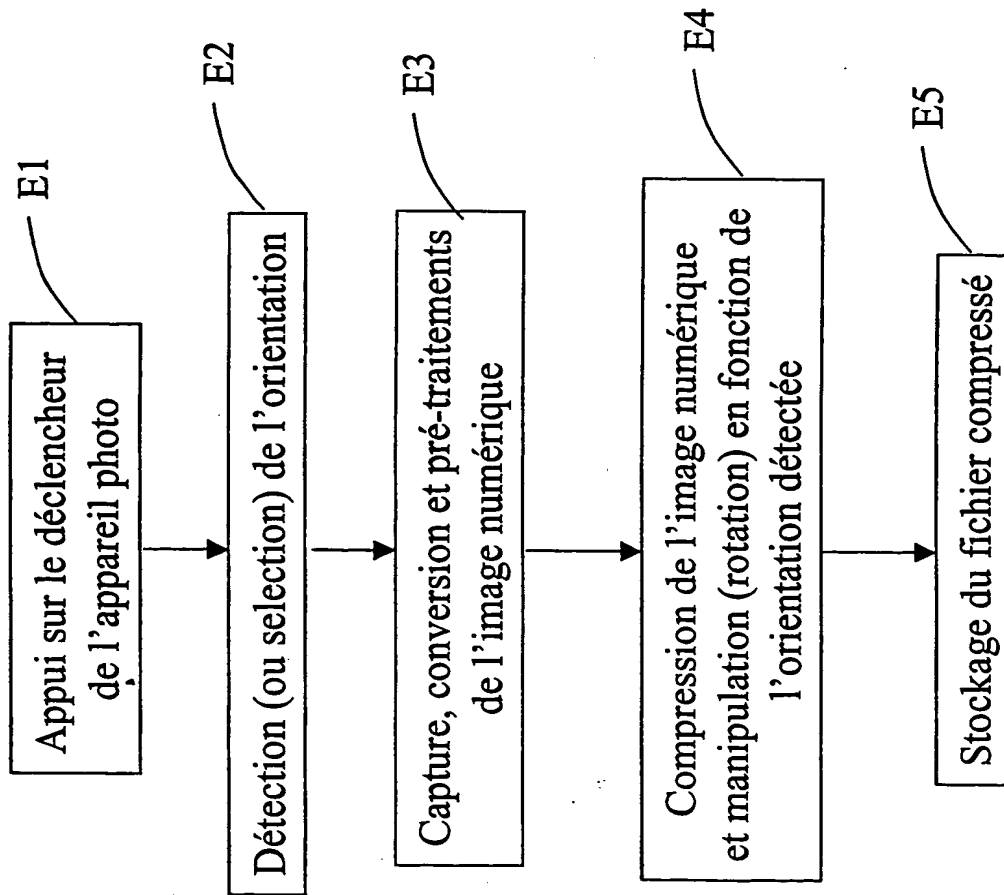 Appui sur le déclencheur
de l'appareil photo
E1
Détection (ou selection) de l'orientation
E2
Capture, conversion et pré-traitements
de l'image numérique
E3
Compression de l'image numérique
et manipulation (rotation) en fonction de
l'orientation détectée
E4
Stockage du fichier compressé
E5